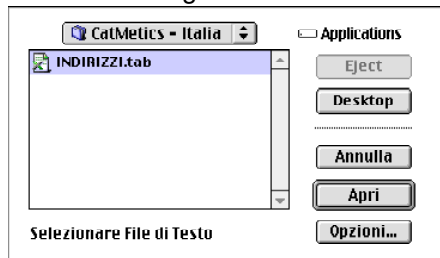 CatMetics - Italia
Applications
INDIRIZZI.tab
Eject
Desktop
Annulla
Apri
Selezionare File di Testo
Opzioni...